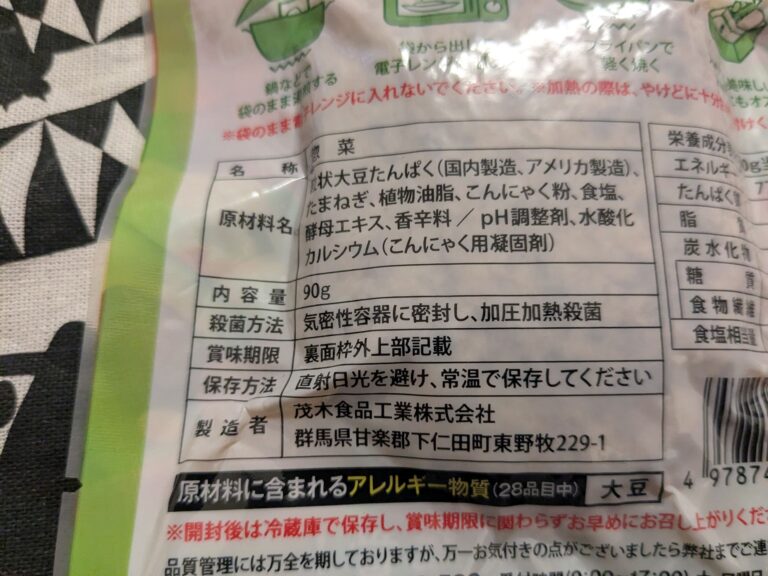 鍋などで
袋のまま
する
袋から出し
電子レン
フライパンで
軽く焼く
美味し
※袋のまま
レンジに入れないでください。※加熱の際は、やけどに十分
名称
惣菜
原材料名
状大豆たんぱく(国内製造、アメリカ製造)、
たまねぎ、植物油脂、こんにゃく粉、食塩、
酵母エキス、香辛料／pH調整剤、水酸化
カルシウム(こんにゃく用凝固剤)
内容量
90g
殺菌方法
気密性容器に密封し、加圧加熱殺菌
賞味期限
裏面枠外上部記載
保存方法
直射日光を避け、常温で保存してください
製造者
茂木食品工業株式会社
群馬県甘楽郡下仁田町東野牧229-1
栄養成分
エネルギ
たんぱく質
脂質
炭水化物
糖質
食物繊維
食塩相当量
4 97874
原材料に含まれるアレルギー物質(28品目中)
大豆
※開封後は冷蔵庫で保存し、賞味期限に関わらずお早めにお召し上がりくだ
品質管理には万全を期しておりますが、万一お気付きの点がございましたら弊社までご連